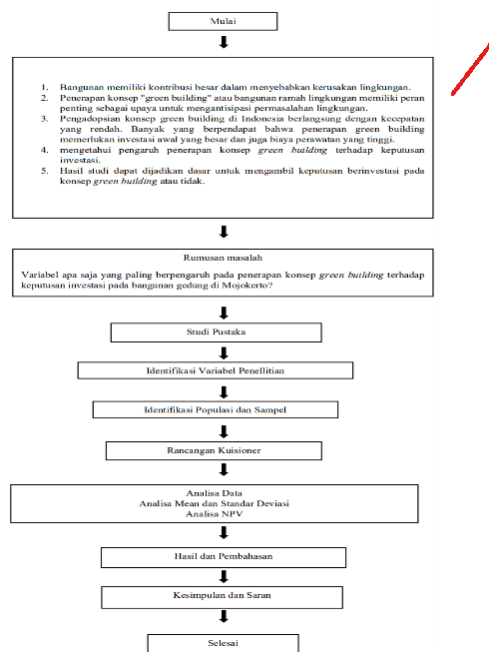 Mulai
1. Bangunan memiliki kontribusi besar dalam menyebabkan kerusakan lingkungan.
2. Penerapan konsep "green building" atau bangunan ramah lingkungan memiliki peran
penting sebagai upaya untuk mengantisipasi permasalahan lingkungan.
3. Pengadopsian konsep green building di Indonesia berlangsung dengan kecepatan
yang rendah. Banyak yang berpendapat bahwa penerapan green building
memerlukan investasi awal yang besar dan juga biaya perawatan yang tinggi.
4. mengetahui pengaruh penerapan konsep green building terhadap keputusan
investasi.
5. Hasil studi dapat dijadikan dasar untuk mengambil keputusan berinvestasi pada
konsep green building atau tidak.
Rumusan masalah
Variabel apa saja yang paling berpengaruh pada penerapan konsep green building terhadap
keputusan investasi pada bangunan gedung di Mojokerto?
Studi Pustaka
Identifikasi Variabel Penellitian
Identifikasi Populasi dan Sampel
Rancangan Kuisioner
Analisa Data
Analisa Mean dan Standar Deviasi
Analisa NPV
Hasil dan Pembahasan
Kesimpulan dan Saran
Selesai